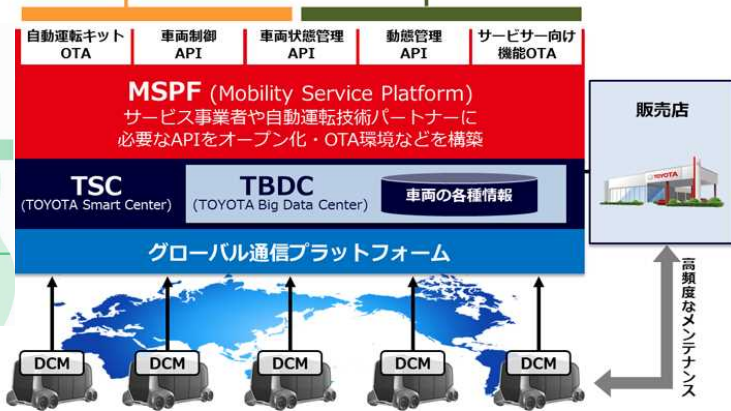 自動運転キット
OTA
車両制御
API
車両状態管理
API
動態管理
API
サービサー向け
機能OTA
MSPF (Mobility Service Platform)
サービス事業者や自動運転技術パートナーに
必要なAPIをオープン化・OTA環境などを構築
販売店
TOYOTA
TSC
(TOYOTA Smart Center)
TBDC
(TOYOTA Big Data Center)
車両の各種情報
グローバル通信プラットフォーム
高頻度なメンテナンス
DCM
DCM
DCM
DCM
DCM